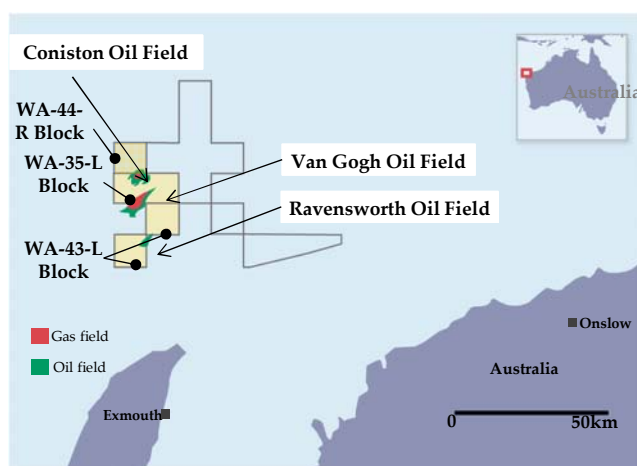 Coniston Oil Field
WA-44-
R Block
WA-35-L
Block
Van Gogh Oil Field
Ravensworth Oil Field
WA-43-L
Block
Gas field
Oil field
Exmouth
Onslow
Australia
0
50km
Australia